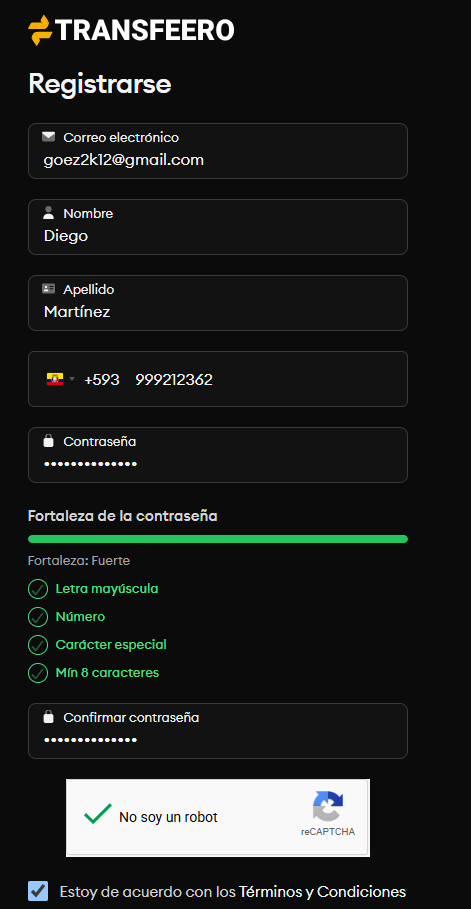 TRANSFEERO
Registrarse
Correo electrónico
goez2k12@gmail.com
Nombre
Diego
Apellido
Martínez
+593 999212362
Contraseña
••••••••••••••
Fortaleza de la contraseña
Fortaleza: Fuerte
Letra mayúscula
Número
Carácter especial
Mín 8 caracteres
Confirmar contraseña
••••••••••••••
No soy un robot
reCAPTCHA
Estoy de acuerdo con los Términos y Condiciones